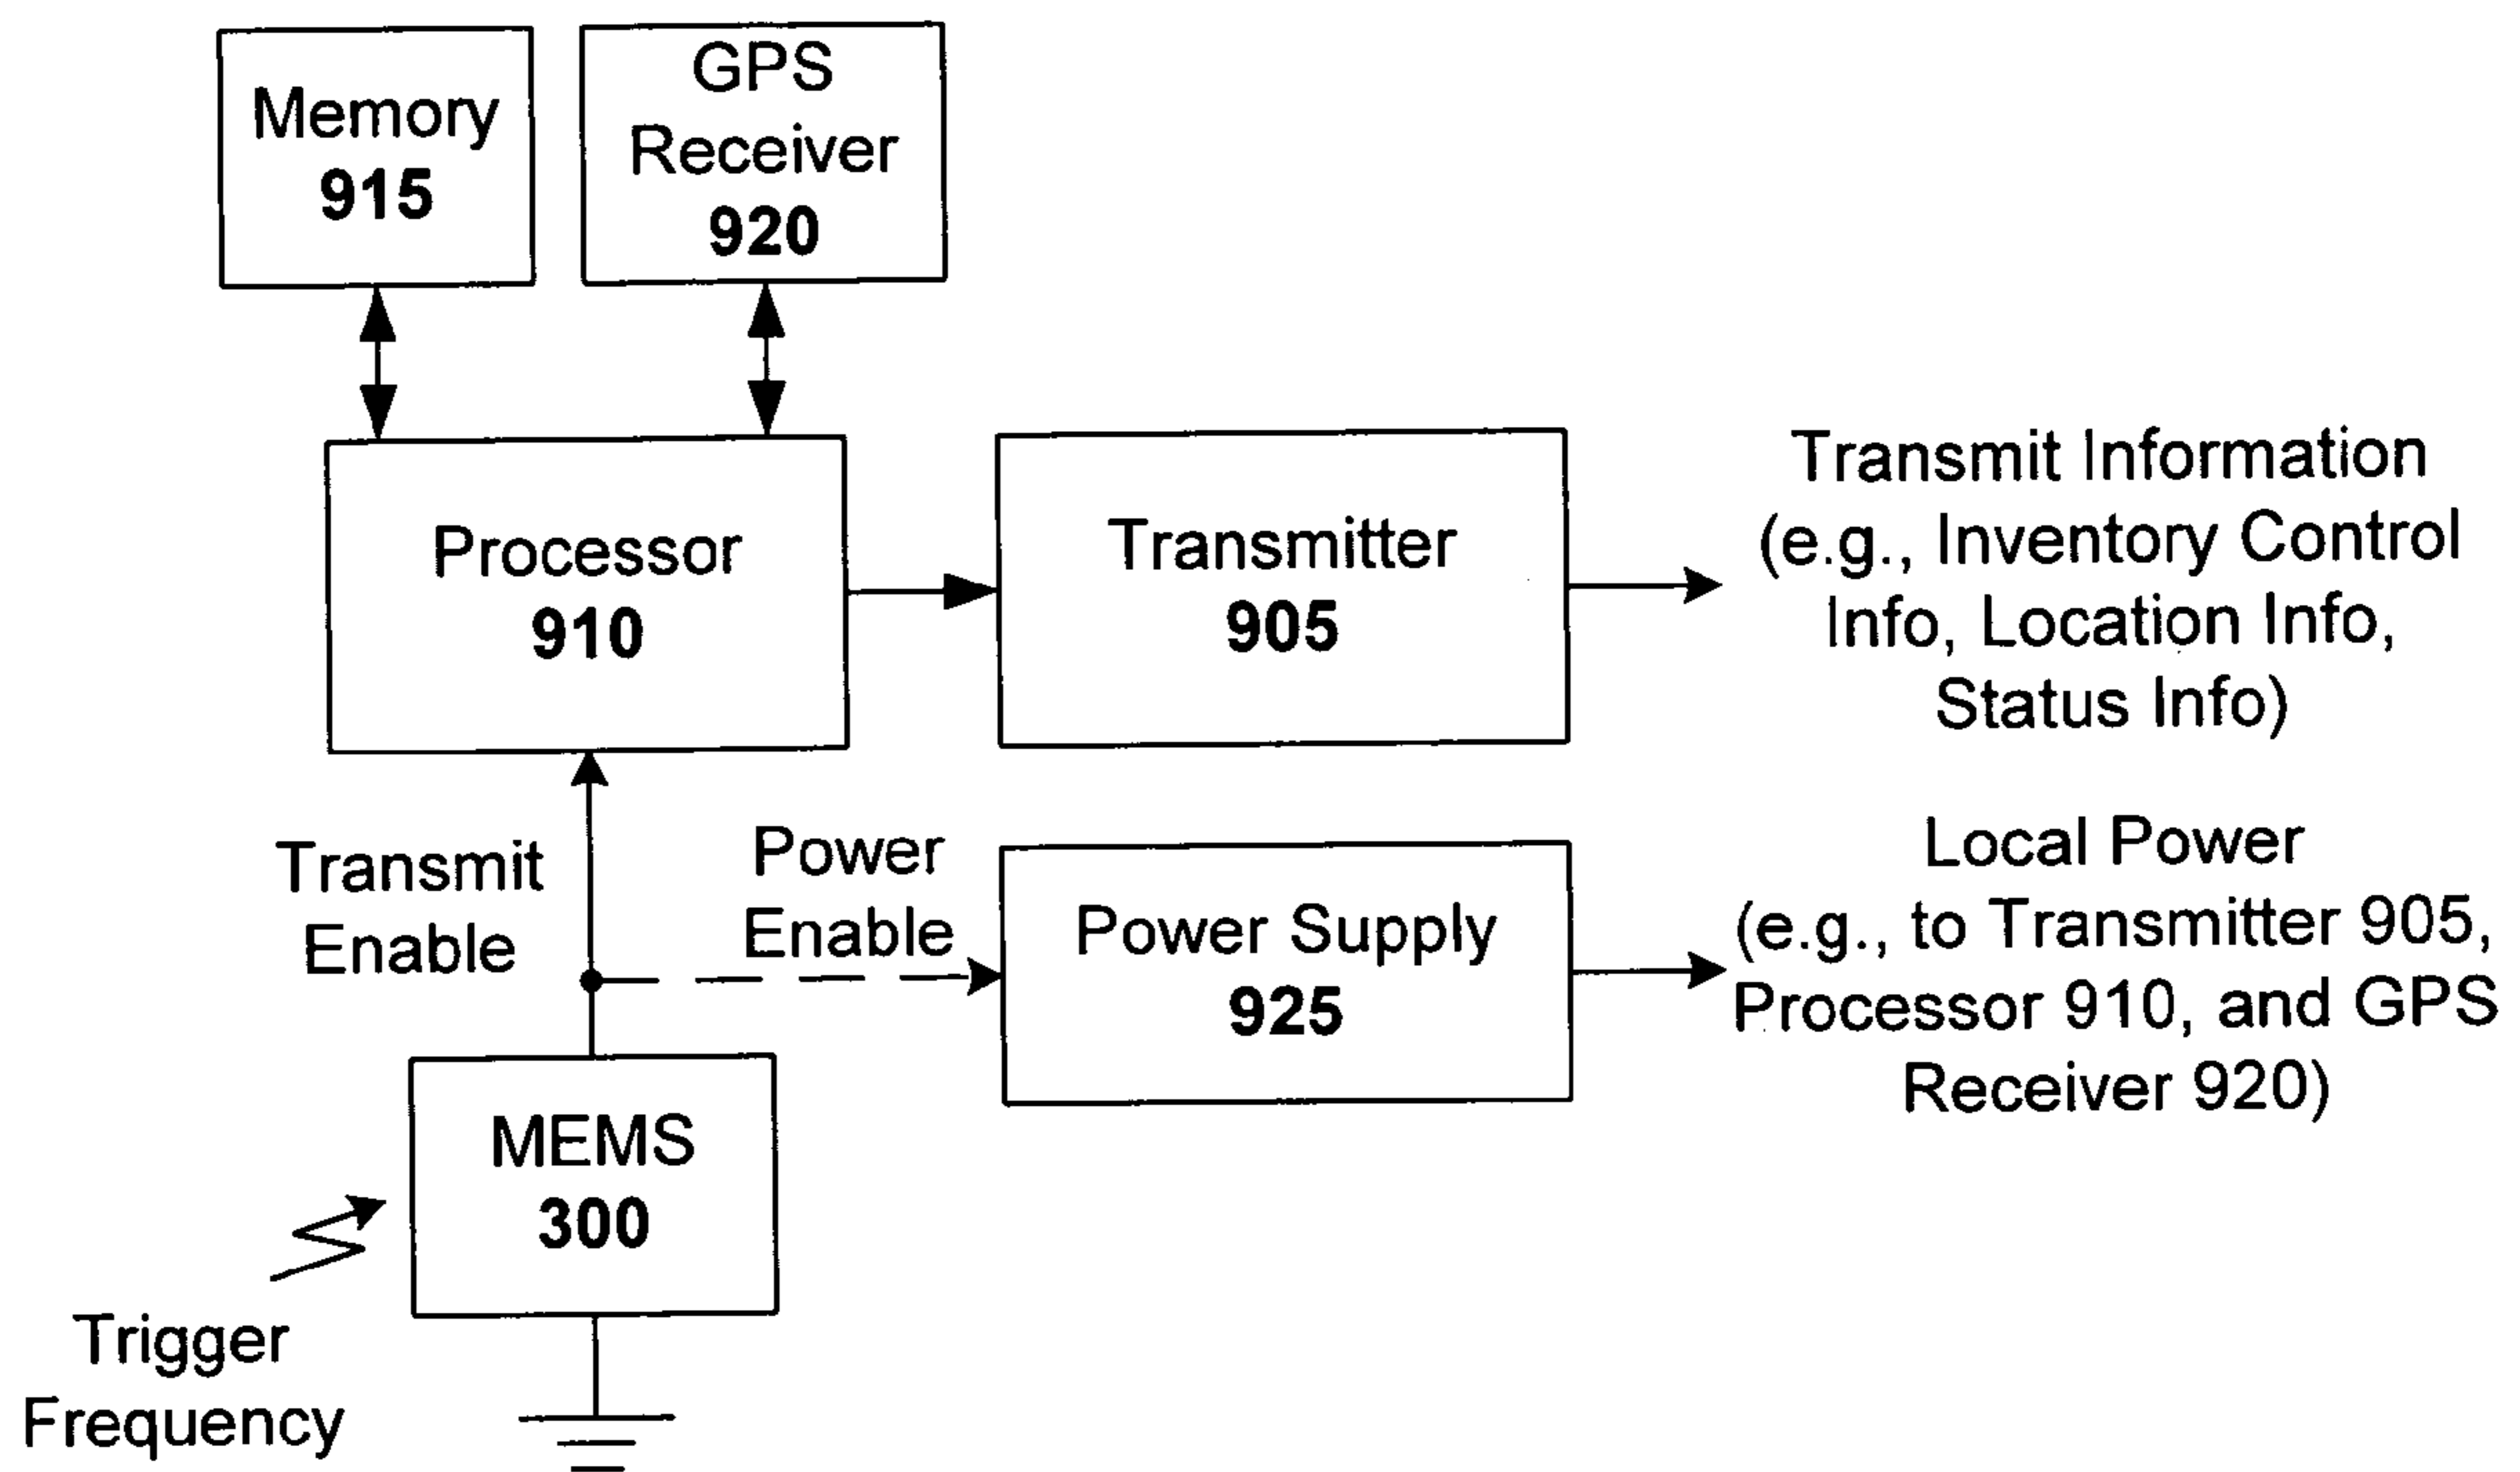 Memory
915
GPS
Receiver
920
Processor
910
Transmitter
905
Transmit Information
(e.g., Inventory Control
Info, Location Info,
Status Info)
Transmit
Enable
Power
Enable
Power Supply
925
Local Power
(e.g., to Transmitter 905,
Processor 910, and GPS
Receiver 920)
MEMS
300
Trigger
Frequency